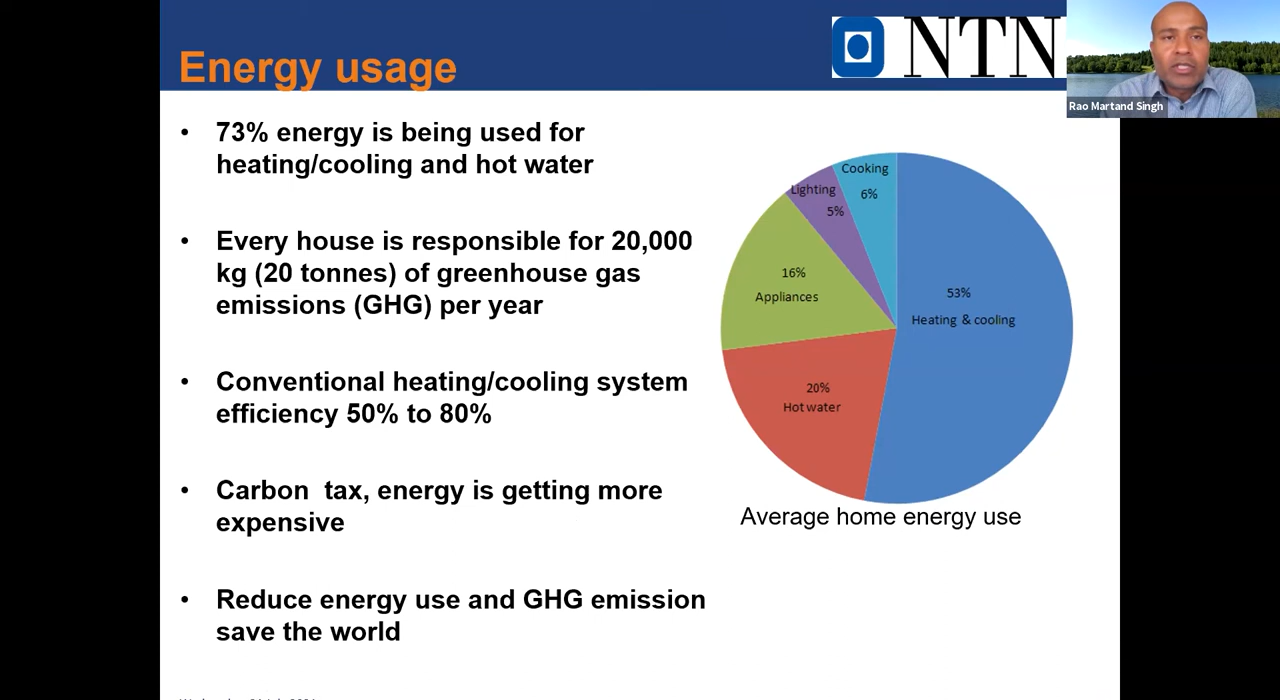 Energy usage
NTN
Rao Martand Singh
• 73% energy is being used for
heating/cooling and hot water
• Every house is responsible for 20,000
kg (20 tonnes) of greenhouse gas
emissions (GHG) per year
• Conventional heating/cooling system
efficiency 50% to 80%
• Carbon tax, energy is getting more
expensive
• Reduce energy use and GHG emission
save the world
Cooking
6%
Lighting
5%
16%
Appliances
53%
Heating & cooling
20%
Hot water
Average home energy use